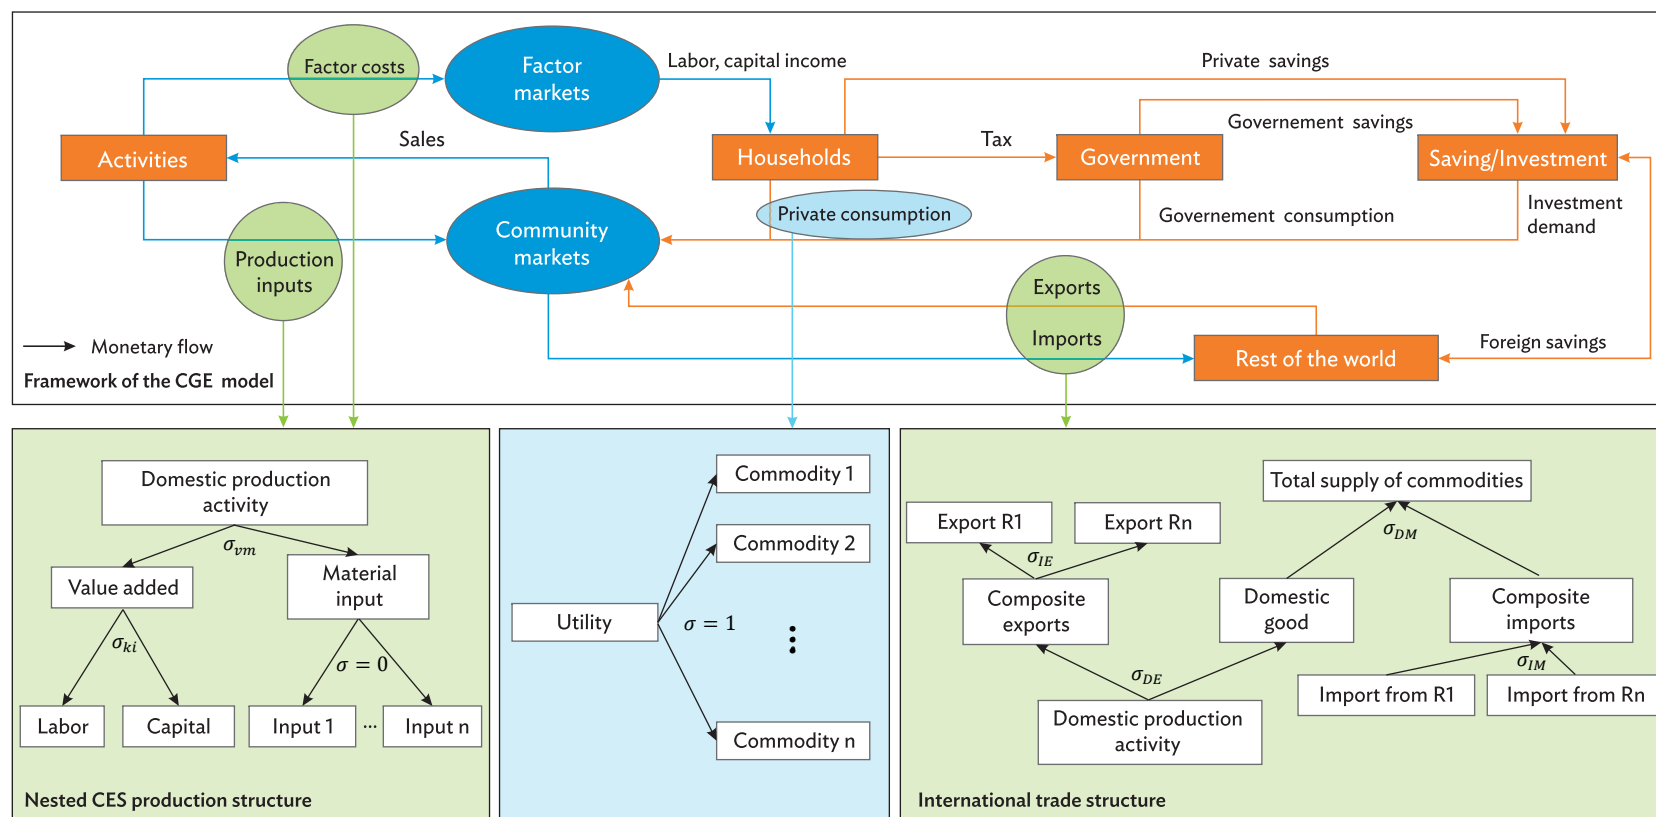 Factor costs
Factor
markets
Labor, capital income
Private savings
Governement savings
Sales
Tax
Activities
Households
Government
Saving/Investment
Private consumption
Governement consumption
Investment
demand
Community
markets
Production
inputs
Exports
Imports
Rest of the world
Foreign savings
Monetary flow
Framework of the CGE model
Domestic production
activity
σvm
Value added
Material
input
σki
σ = 0
Labor
Capital
Input 1
...
Input n
Nested CES production structure
Commodity 1
Commodity 2
Utility
σ = 1
Commodity n
Total supply of commodities
Export R1
Export Rn
σDM
σIE
Composite
exports
Domestic
good
Composite
imports
σDE
σIM
Import from R1
Import from Rn
Domestic production
activity
International trade structure